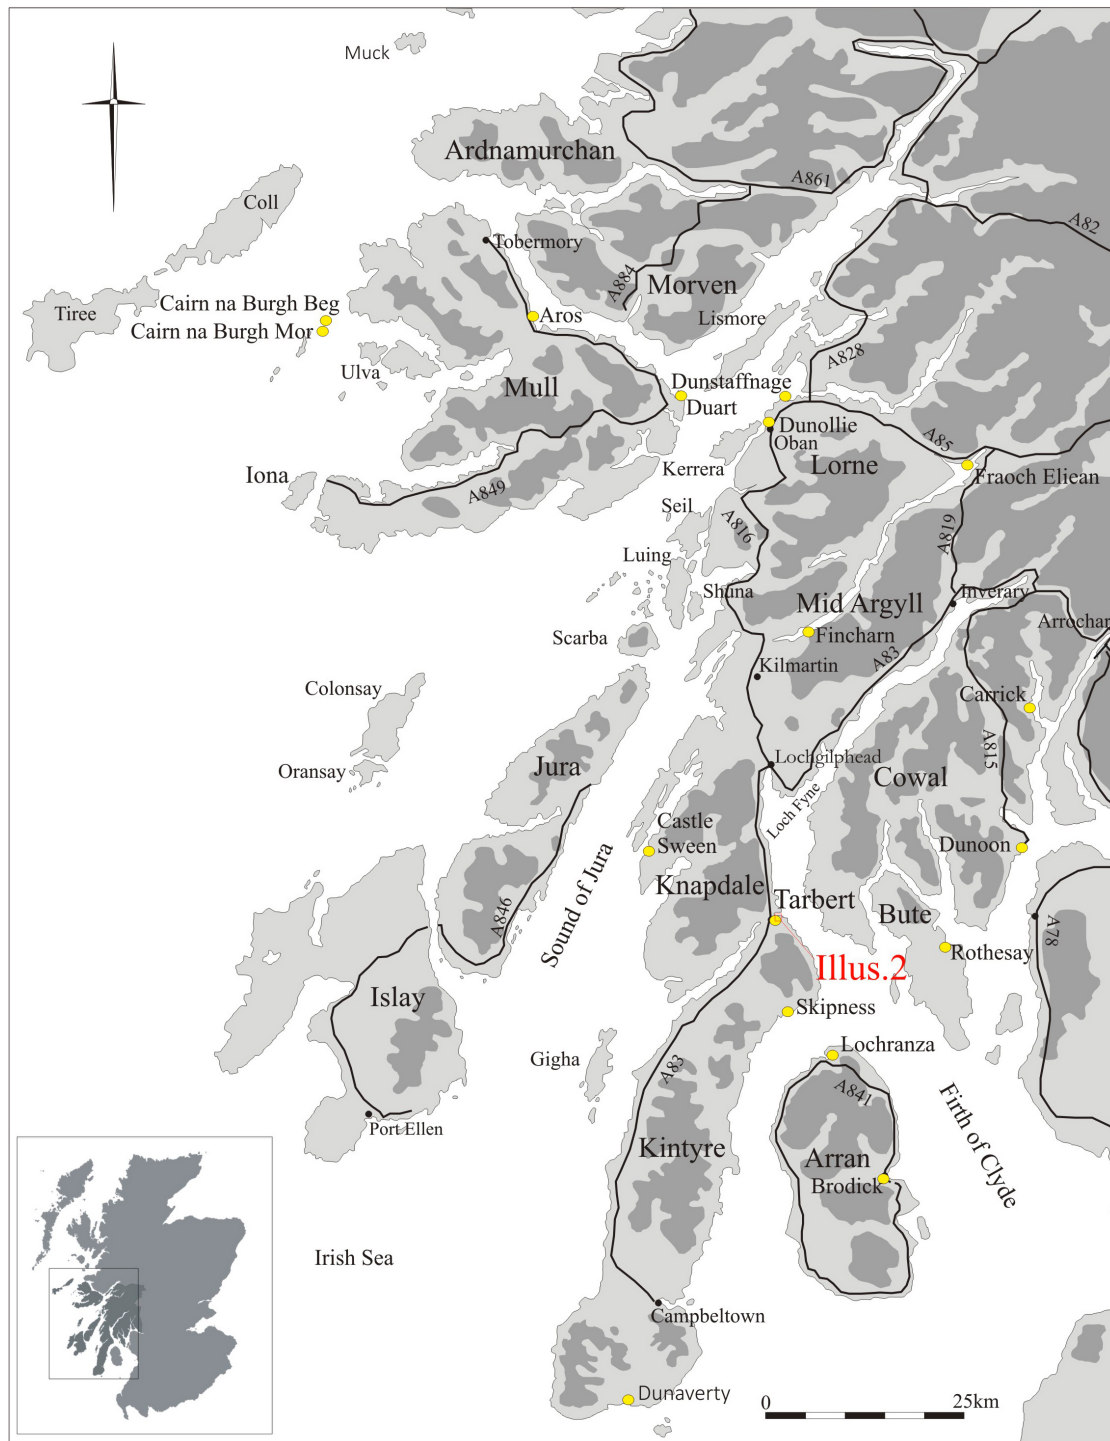 Muck
Ardnamurchan
A861
Coll
A82
Tobermory
A884
Morven
Tiree
Cairn na Burgh Beg
Cairn na Burgh Mor
Aros
Lismore
Ulva
A828
Mull
Dunstaffnage
Duart
Dunollie
Oban
A85
Kerrera
Lorne
Iona
A849
Fraoch Eliean
Seil
A816
A819
Luing
Shuna
Mid Argyll
Inverary
Arrochar
Scarba
Fincharn
A83
Kilmartin
Colonsay
Carrick
Oransay
Jura
Lochgilphead
A815
Cowal
Loch Fyne
Castle
Sween
Dunoon
Knapdale
Tarbert
Bute
A846
Sound of Jura
A78
Rothesay
Illus.2
Islay
Skipness
Lochranza
Gigha
A83
A841
Firth of Clyde
Port Ellen
Kintyre
Arran
Brodick
Irish Sea
Campbeltown
Dunaverty
0
25km